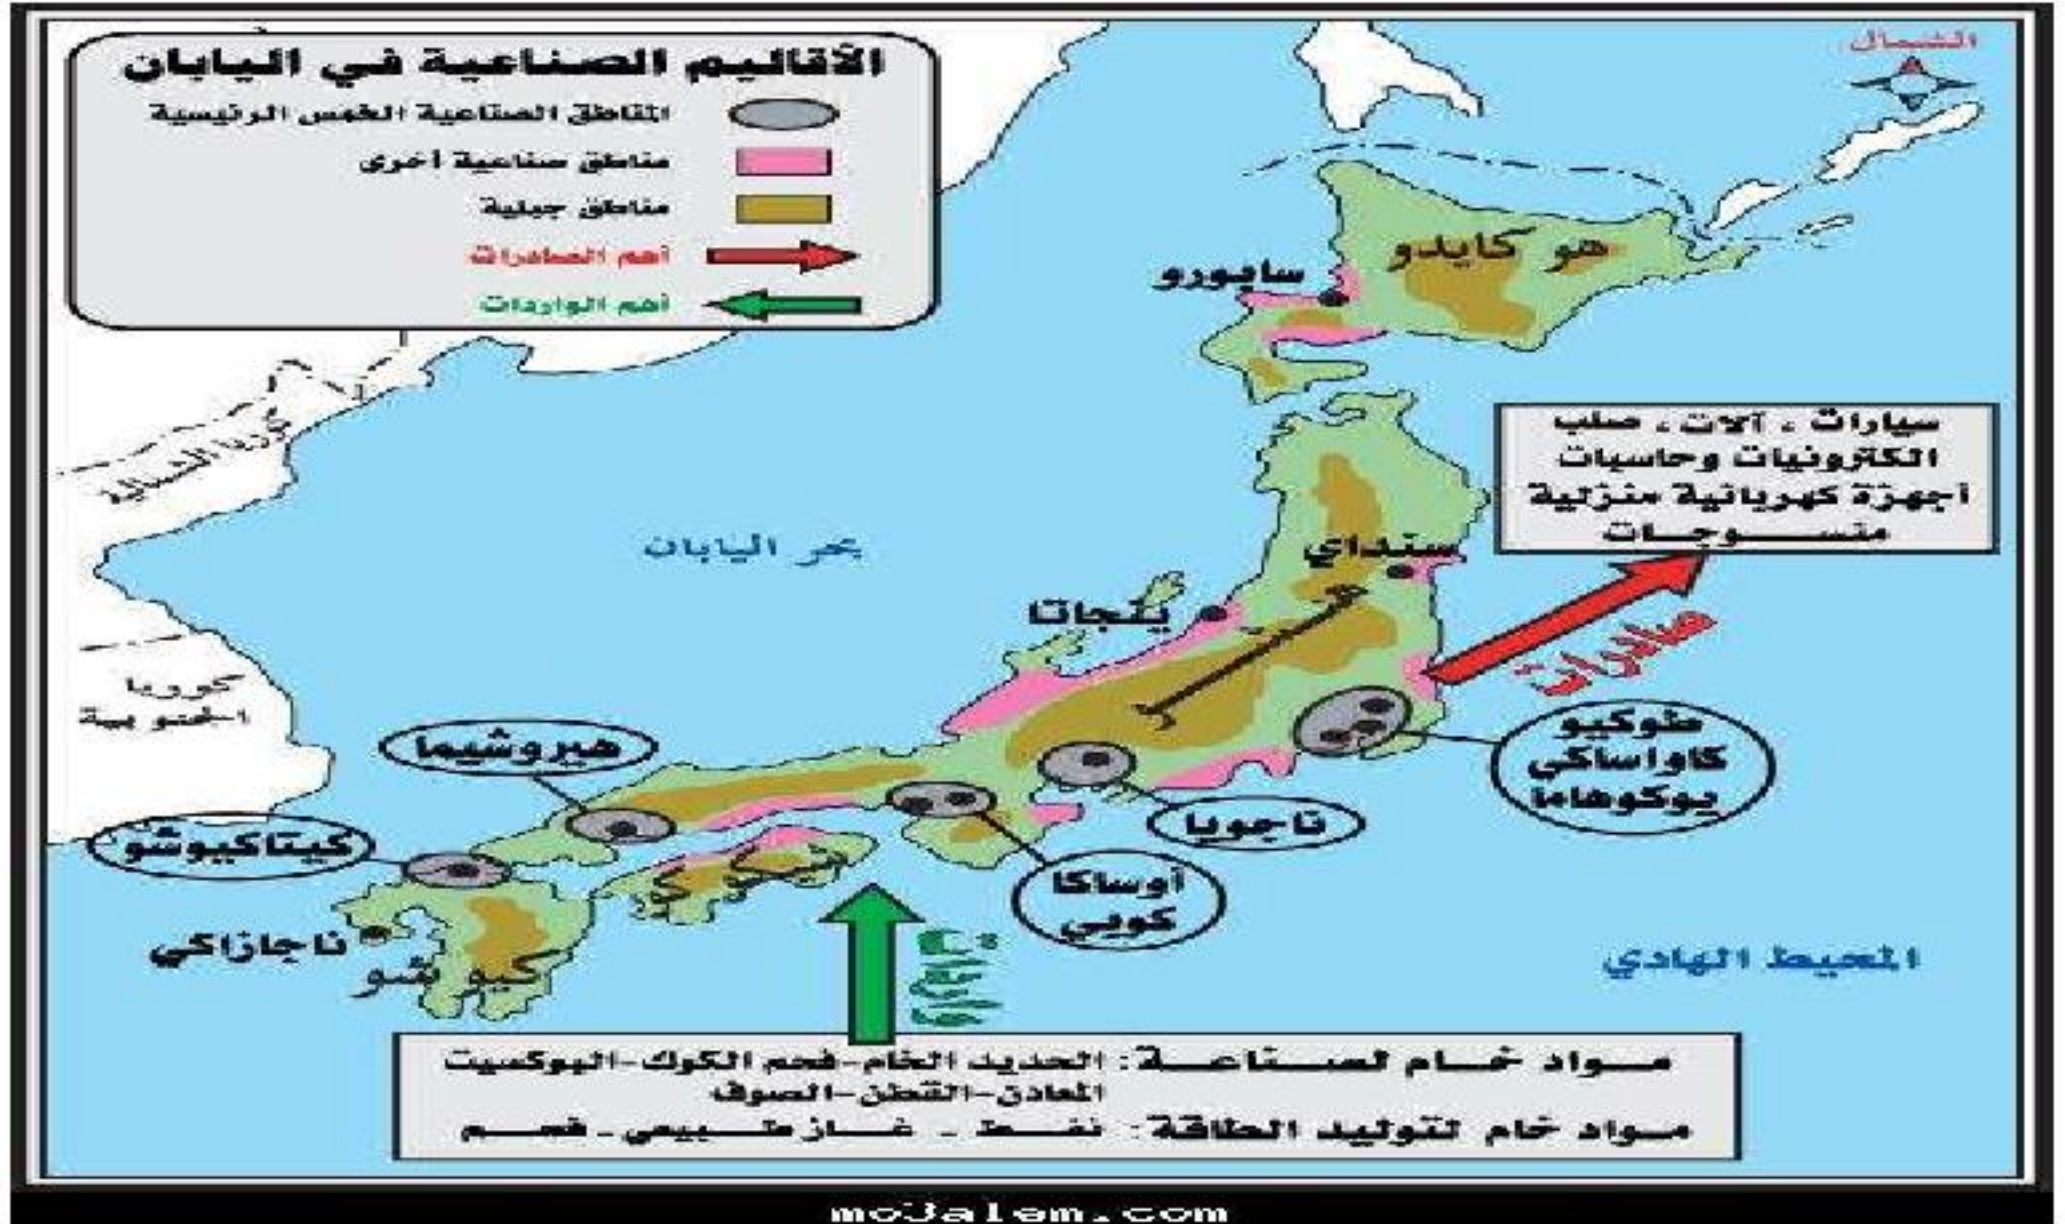 الأقاليم الصناعية في اليابان
المناطق الصناعية الخمس الرئيسية
مناطق صناعية أخرى
مناطق جبلية
أهم الصادرات
أهم الواردات
الشمال
هوكايدو
سابورو
كوريا الشمالية
سيارات ، آلات ، صلب
الكترونيات وحاسبات
أجهزة كهربائية منزلية
منسوجات
بحر اليابان
سنداي
ينجاتا
صادرات
كوريا
الجنوبية
هيروشيما
طوكيو
كاواساكي
يوكوهاما
ناجويا
كيتاكيوشو
شيكوكو
أوساكا
كوبي
ناجازاكي
كيوشو
واردات
المحيط الهادي
مواد خام لصناعة : الحديد الخام-فحم الكوك-البوكسيت
المعادن-القطن-الصوف
مواد خام لتوليد الطاقة : نفط - غاز طبيعي - فحم
mo3alem.com